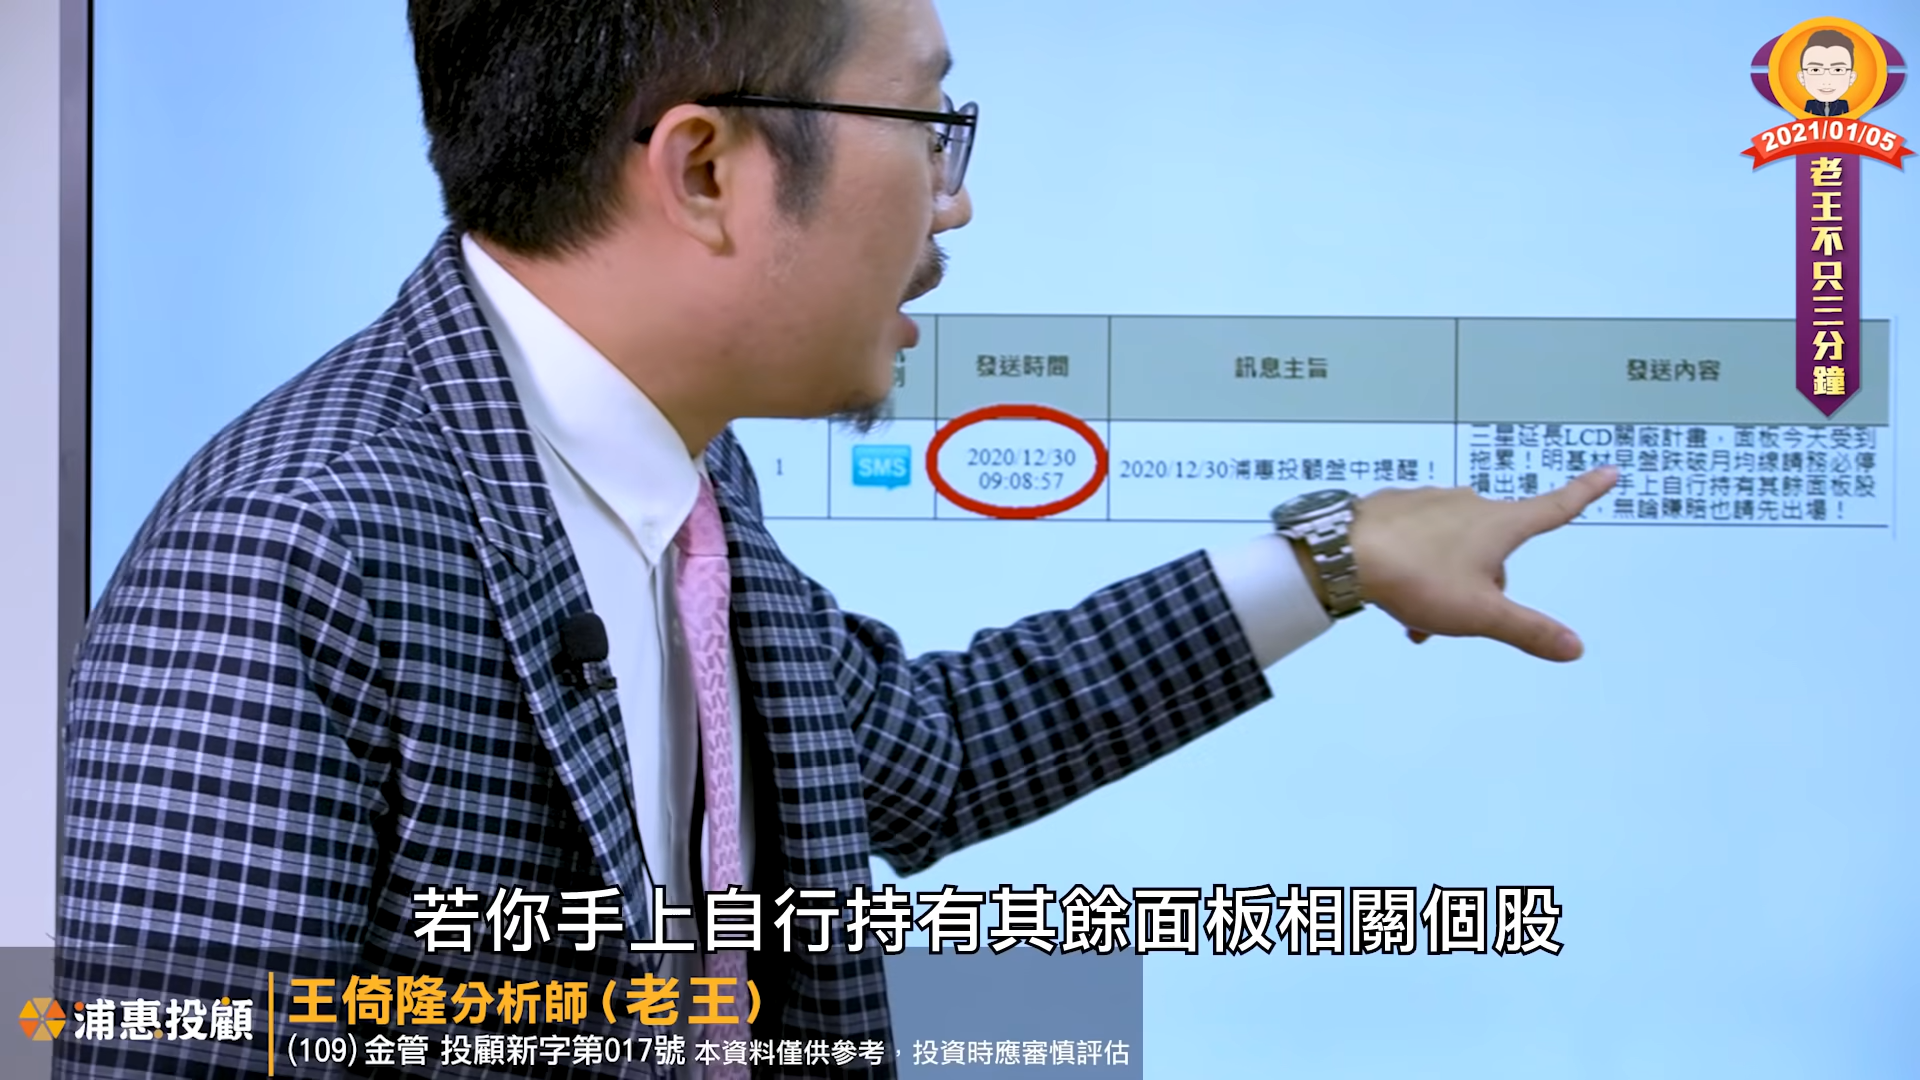 2021/01/05
老王不只三分鐘
發送時間
訊息主旨
發送內容
1
SMS
2020/12/30
09:08:57
2020/12/30浦惠投顧盤中提醒！
三星延長LCD關廠計畫，面板今天受到
拖累！明基材早盤跌破月均線請務必停
損出場，
手上自行持有其餘面板股
，無論賺賠也請先出場！
若你手上自行持有其餘面板相關個股
浦惠投顧
王倚隆分析師(老王)
(109)金管 投顧新字第017號 本資料僅供參考，投資時應審慎評估